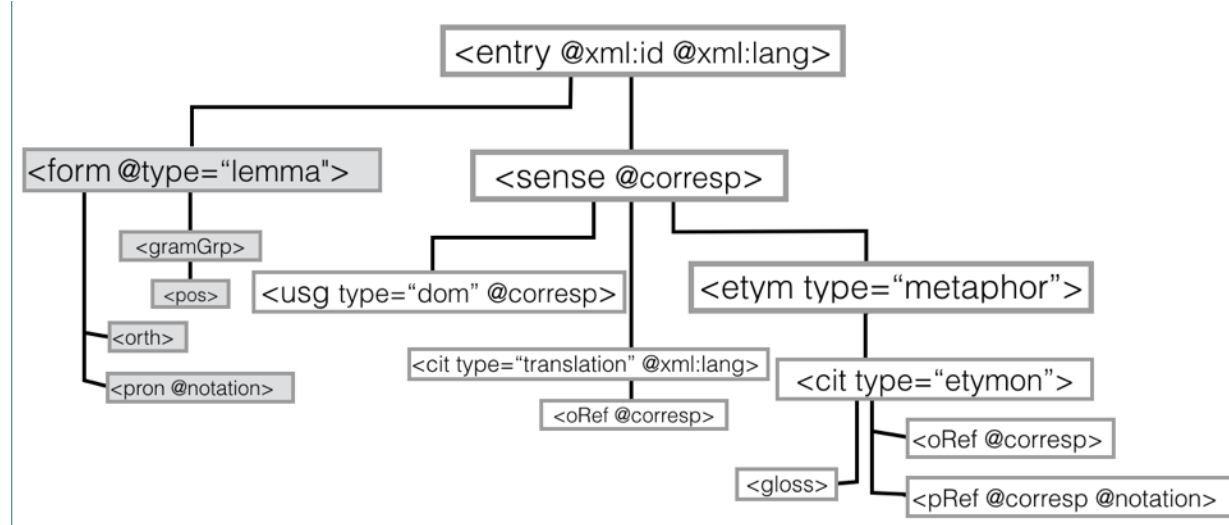 <entry @xml:id @xml:lang>
<form @type=“lemma">
<sense @corresp>
<gramGrp>
<usg type=“dom” @corresp>
<etym type=“metaphor”>
<pos>
<orth>
<cit type=“translation” @xml:lang>
<pron @notation>
<cit type=“etymon”>
<oRef @corresp>
<oRef @corresp>
<gloss>
<pRef @corresp @notation>